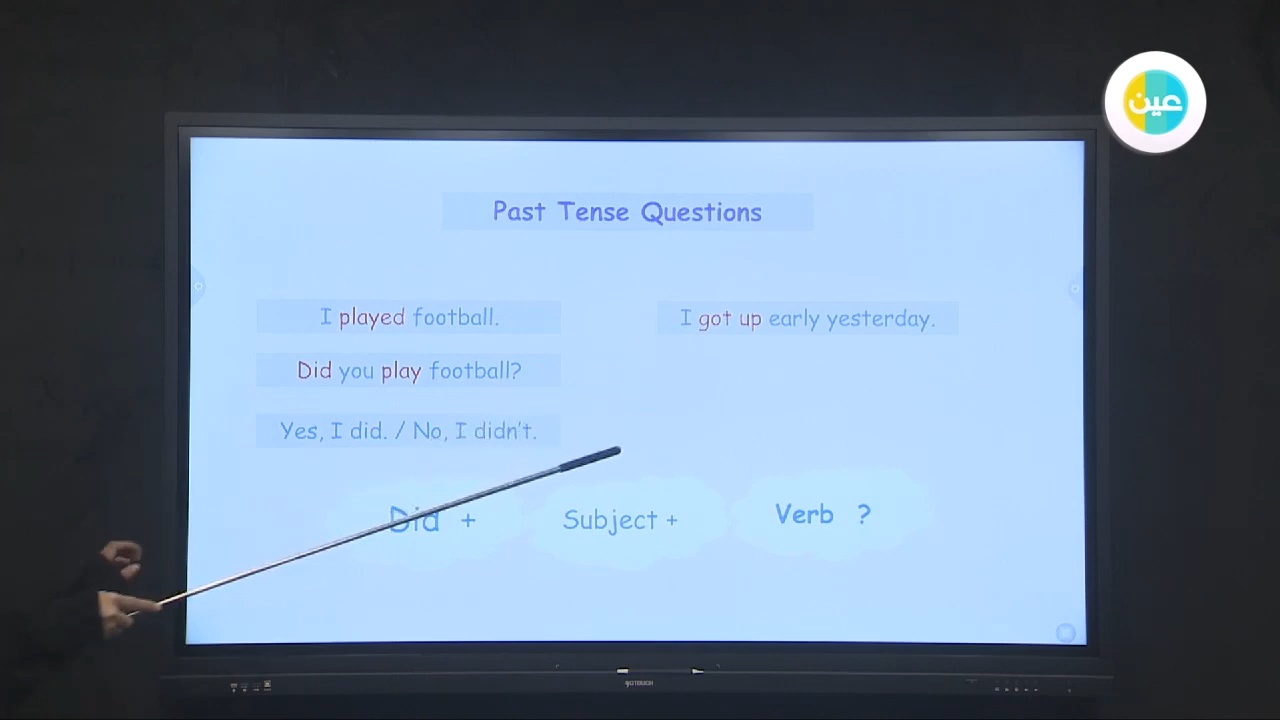 عين
Past Tense Questions
I played football.
I got up early yesterday.
Did you play football?
Yes, I did. / No, I didn't.
Did +
Subject +
Verb ?